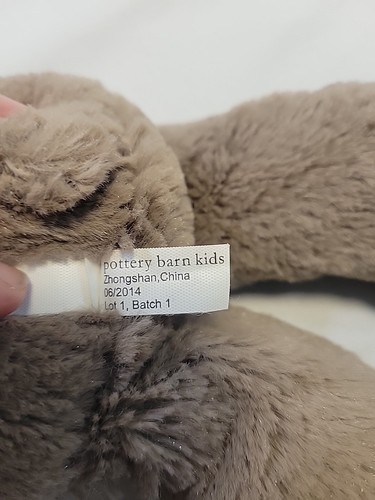 pottery barn kids
Zhongshan,China
06/2014
Lot 1, Batch 1